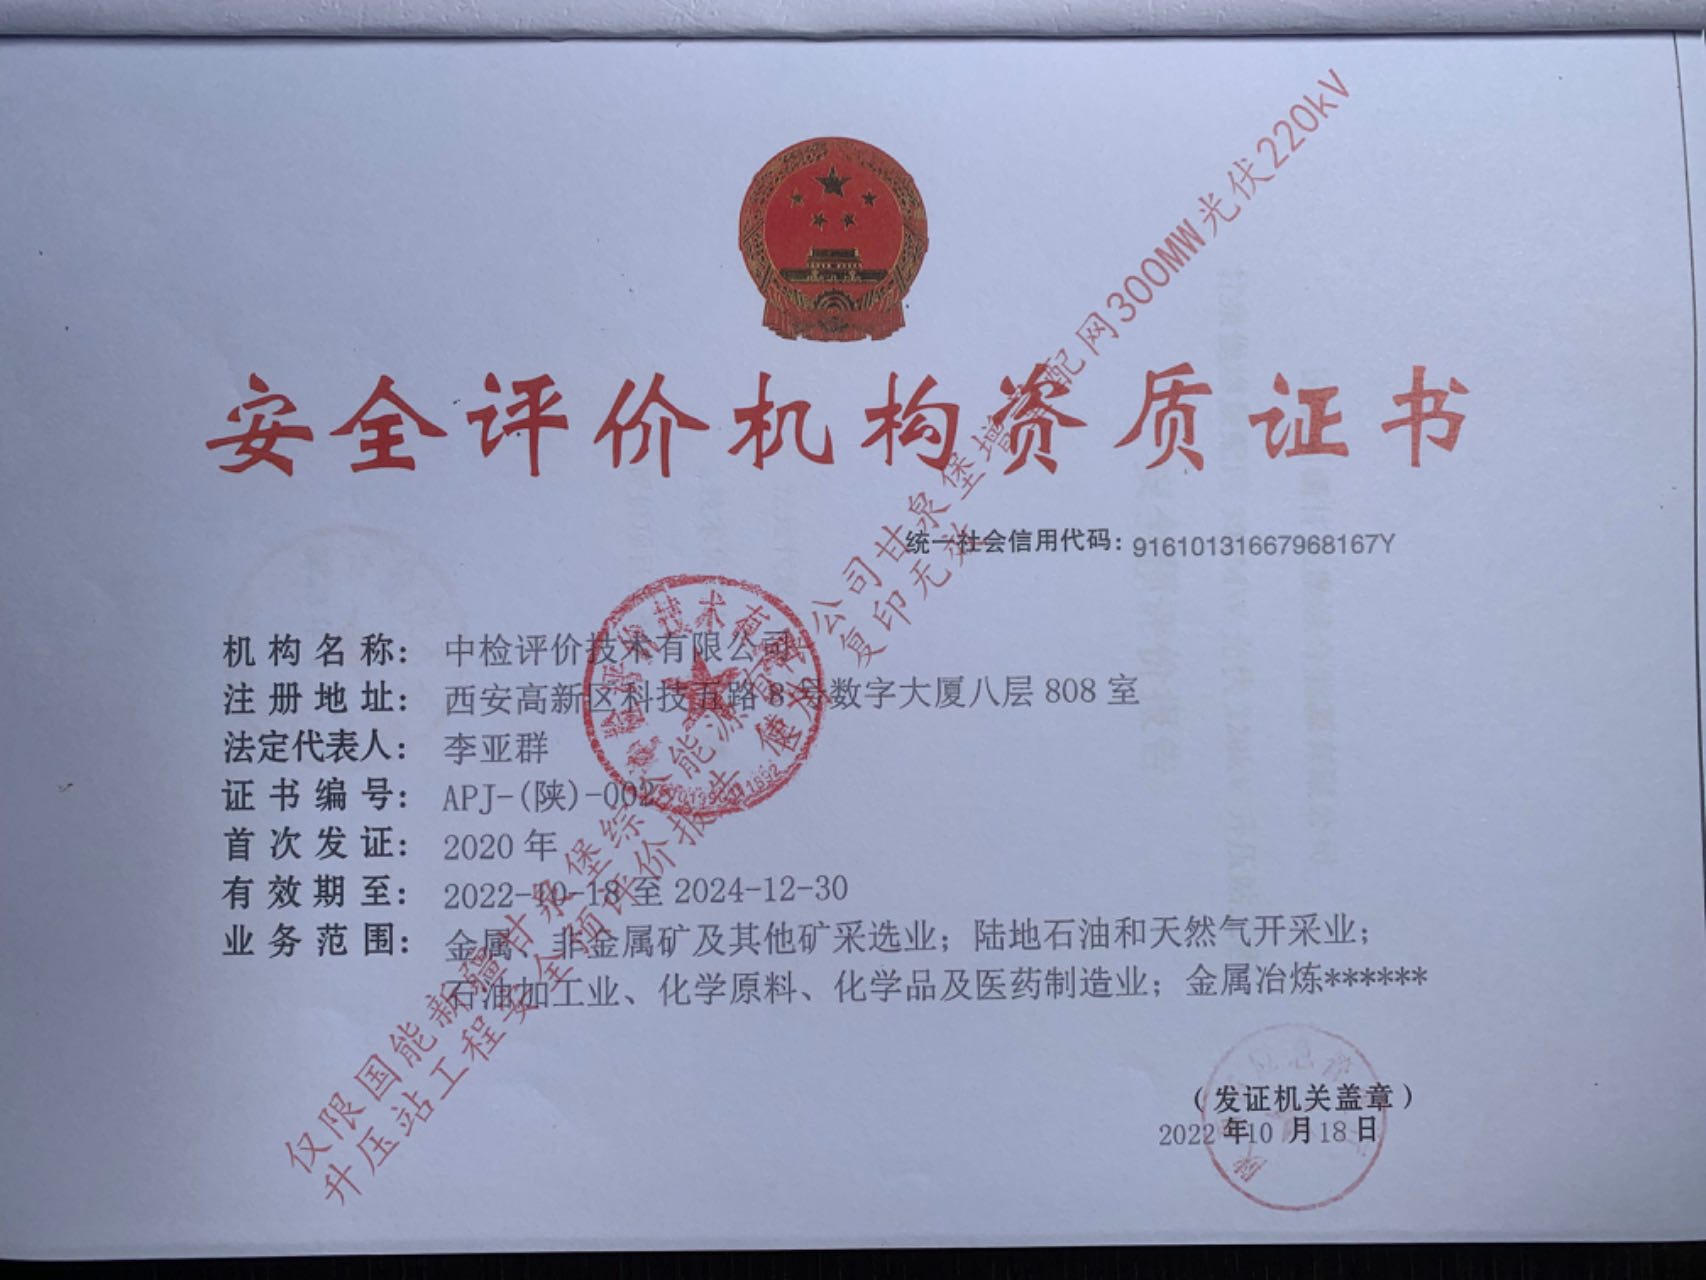 安全评价机构资质证书
统一社会信用代码：91610131667968167Y
机构名称：中检评价技术有限公司
注册地址：西安高新区科技五路8号数字大厦八层808室
法定代表人：李亚群
证书编号：APJ-(陕)-002
首次发证：2020年
有效期至：2022-10-18至2024-12-30
业务范围：金属、非金属矿及其他矿采选业；陆地石油和天然气开采业；
石油加工业、化学原料、化学品及医药制造业；金属冶炼******
（发证机关盖章）
2022年10月18日
仅限国能新疆甘泉堡综合能源有限公司甘泉堡增量配网300MW光伏220kV
升压站工程安全预评价报告使用 复印无效